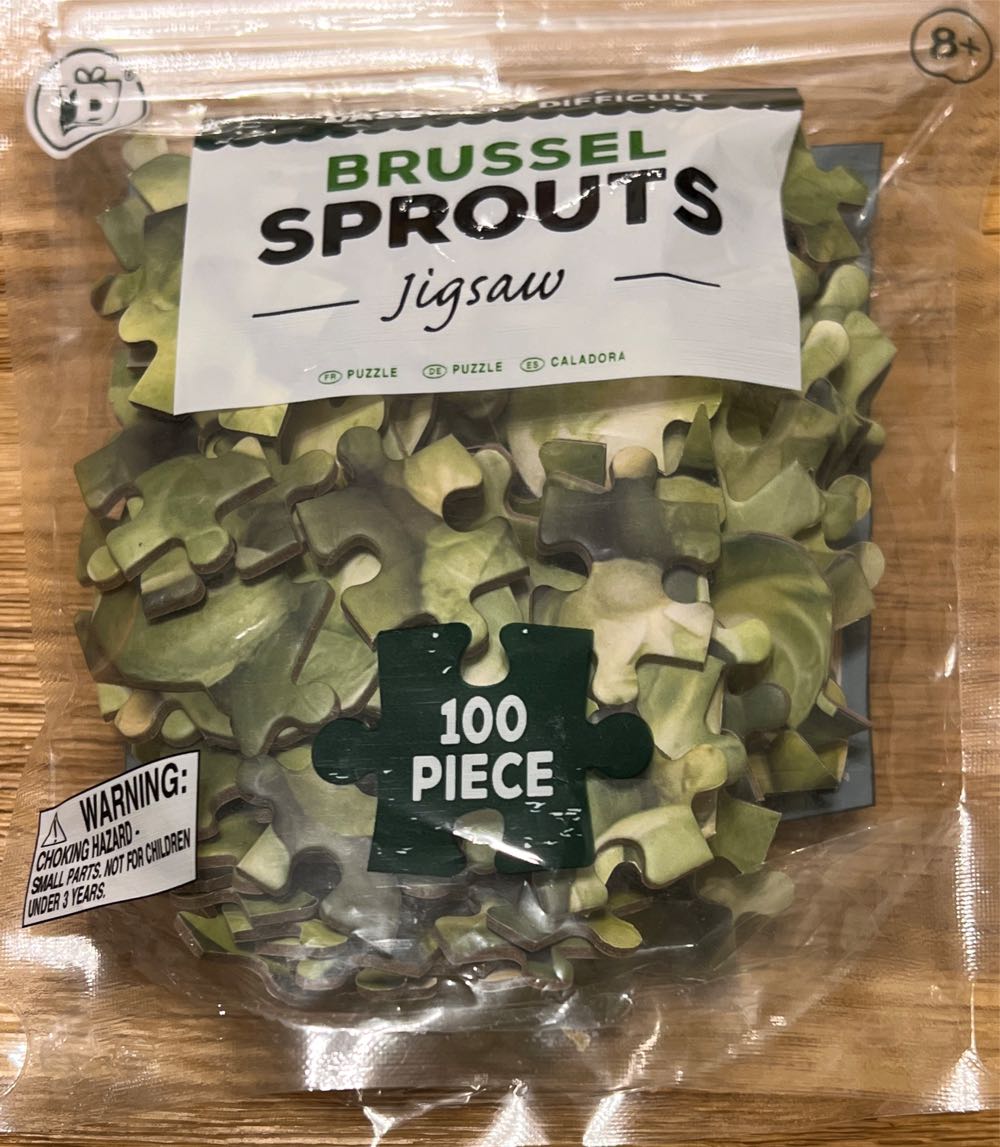 8+
DIFFICULT
BRUSSEL
SPROUTS
Jigsaw
FR PUZZLE DE PUZZLE ES CALADORA
100
PIECE
WARNING:
CHOKING HAZARD -
SMALL PARTS. NOT FOR CHILDREN
UNDER 3 YEARS.